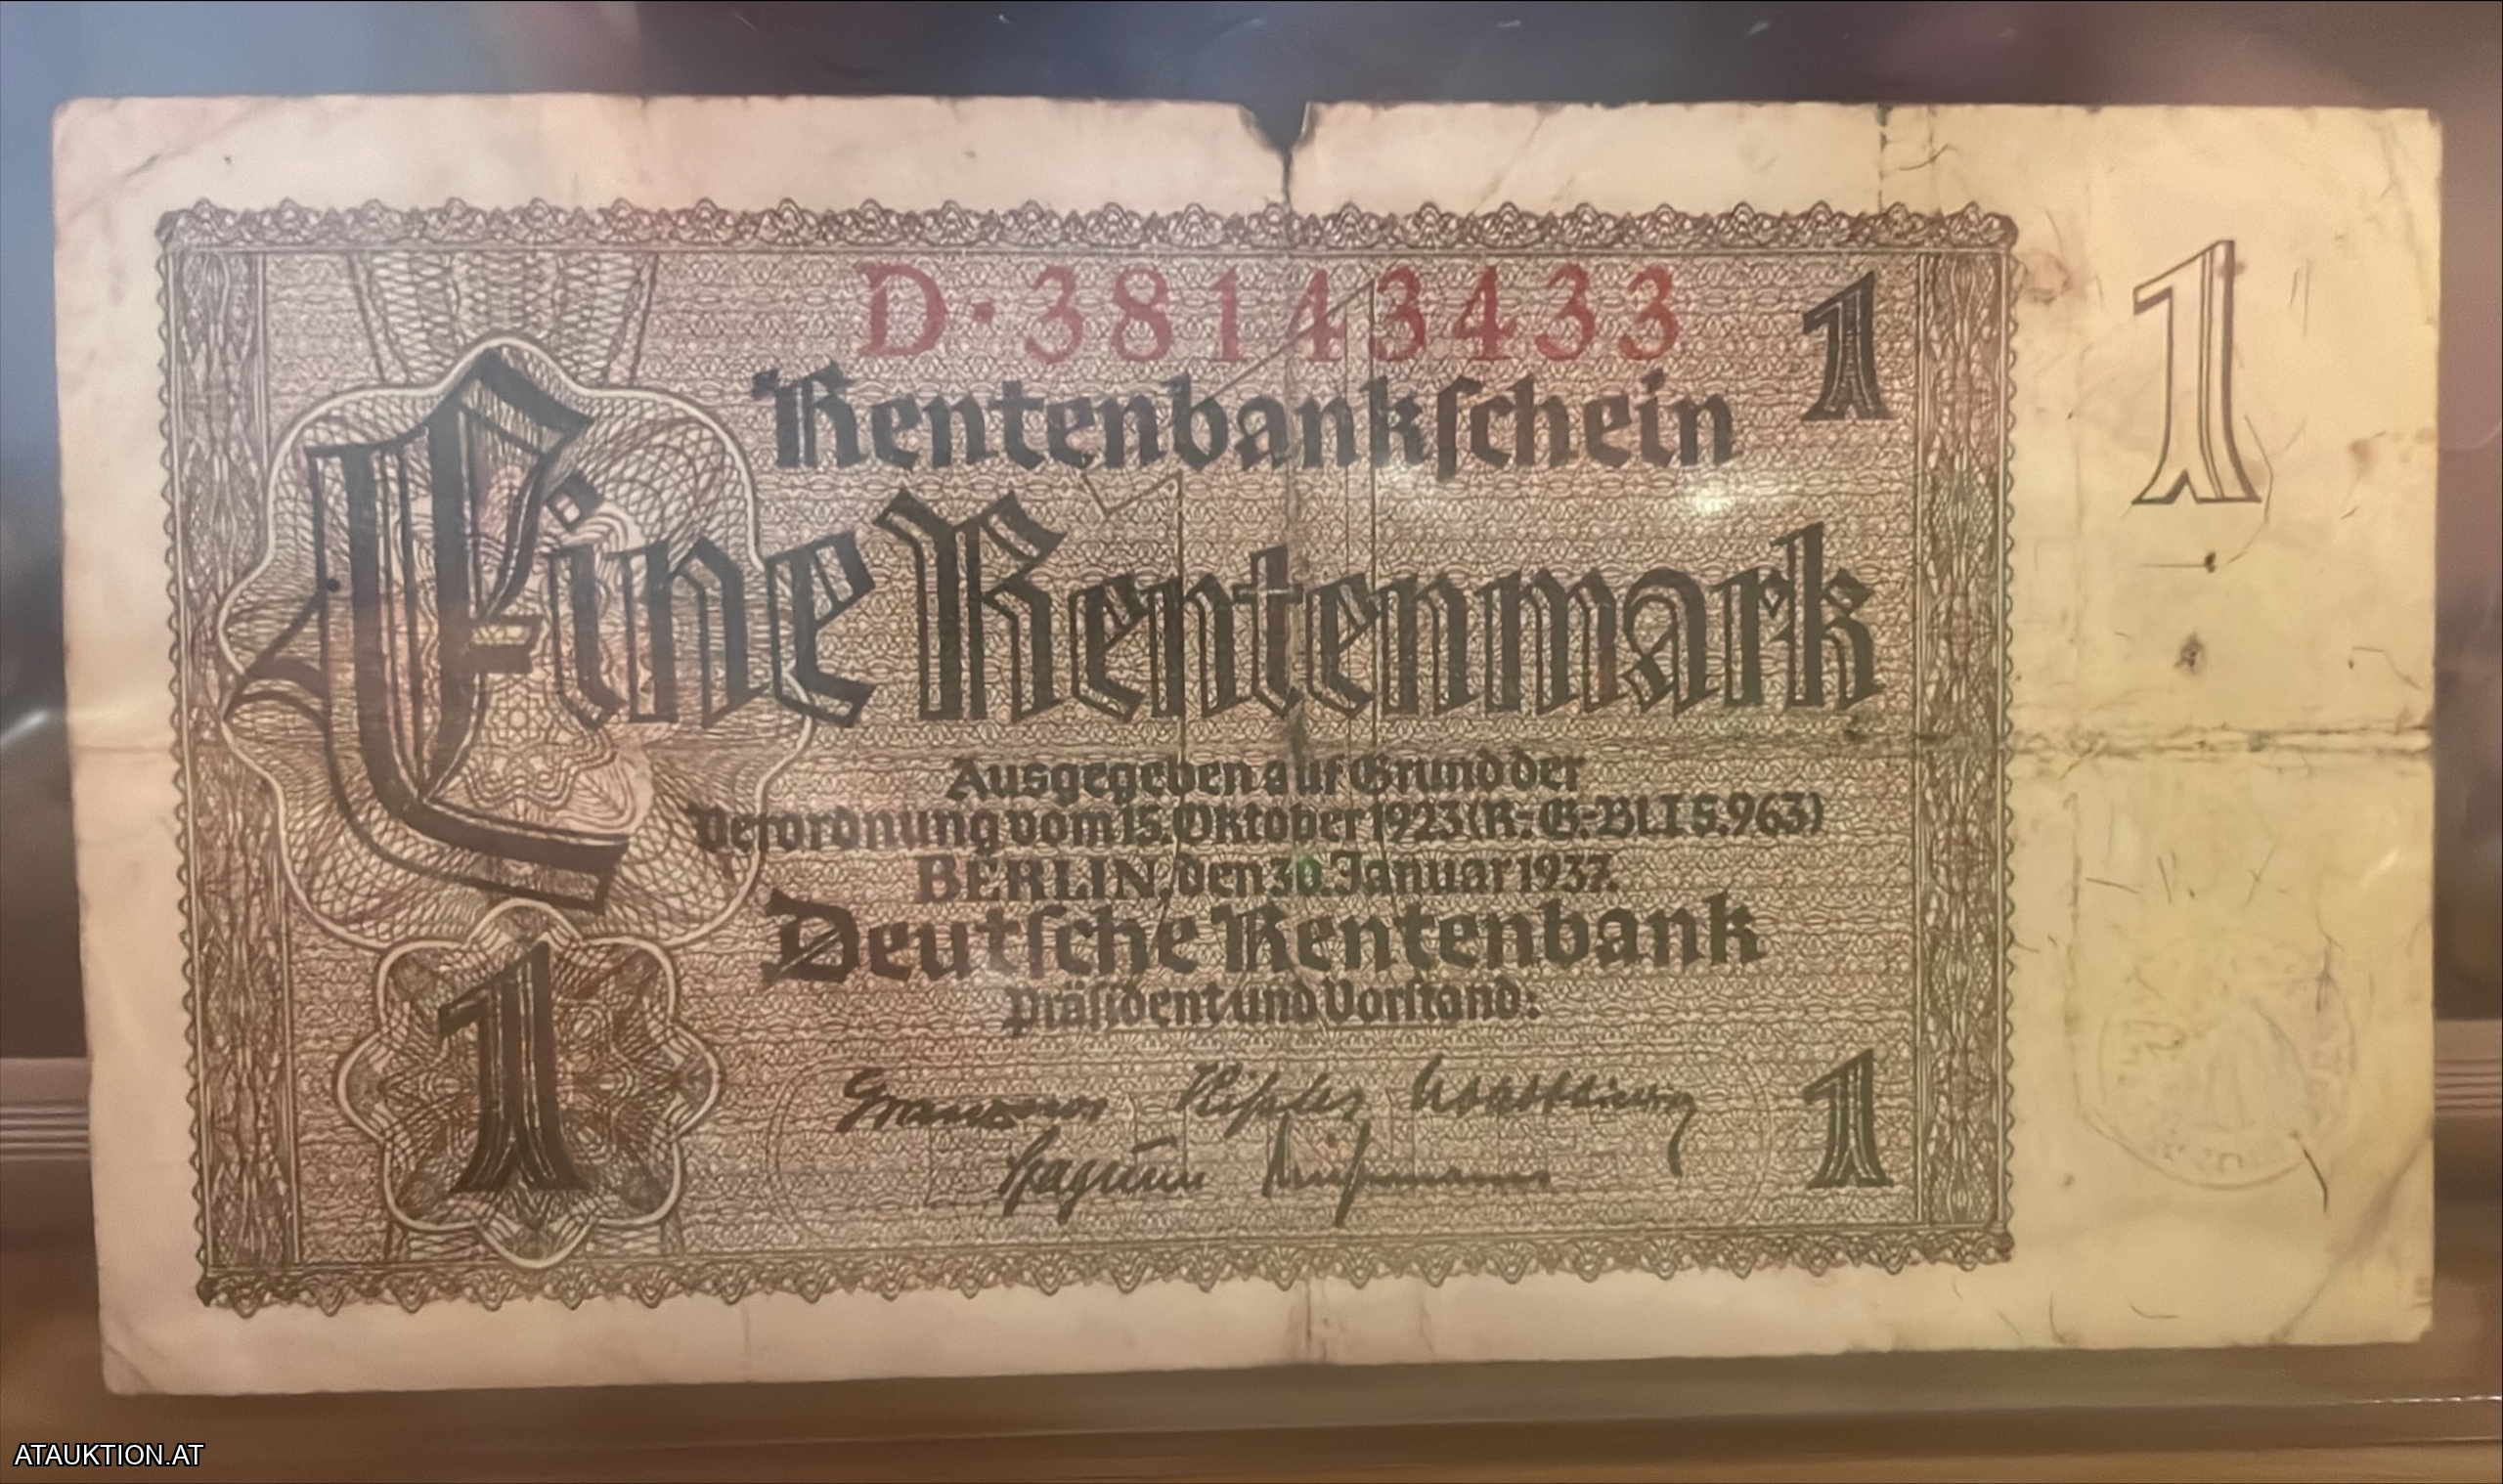 D·38143433
Rentenbankſchein
1
1
Eine Rentenmark
Ausgegeben auf Grund der
Verordnung vom 15. Oktober 1923 (R.-G.-Bl. I S. 963)
BERLIN, den 30. Januar 1937.
Deutſche Rentenbank
Präſident und Vorſtand:
1
1
ATAUKTION.AT